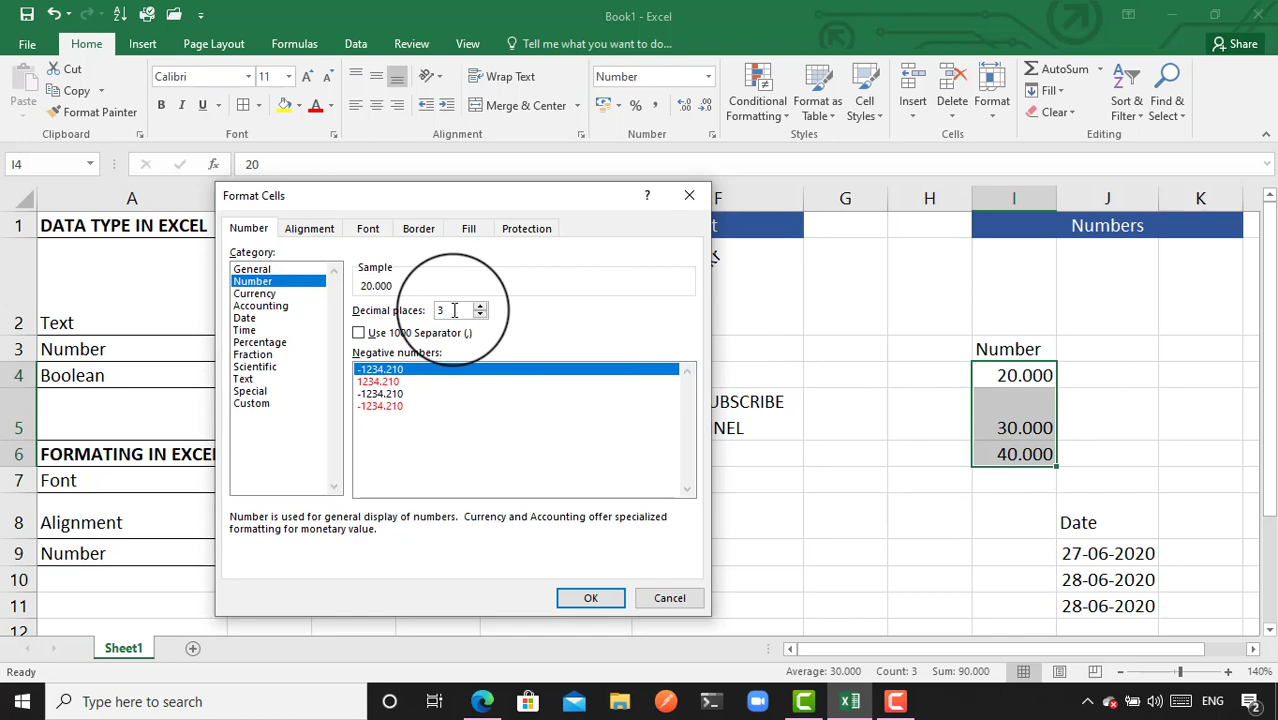 Book1 - Excel
File Home Insert Page Layout Formulas Data Review View Tell me what you want to do... Share
Paste Cut Copy Format Painter Clipboard
Calibri 11 B I U A A A Font
Wrap Text Merge & Center Alignment
Number % , Number
Conditional Formatting Format as Table Cell Styles Styles
Insert Delete Format Cells
AutoSum Fill Clear Sort & Filter Find & Select Editing
I4 fx 20
A F G H I J K
1 DATA TYPE IN EXCEL t Numbers
2 Text
3 Number Number
4 Boolean 20.000
UBSCRIBE
5 NEL 30.000
6 FORMATING IN EXCE 40.000
7 Font
8 Alignment Date
9 Number 27-06-2020
10 28-06-2020
11 28-06-2020
12
Format Cells ?
Number Alignment Font Border Fill Protection
Category:
General
Number
Currency
Accounting
Date
Time
Percentage
Fraction
Scientific
Text
Special
Custom
Sample
20.000
Decimal places: 3
Use 1000 Separator (,)
Negative numbers:
-1234.210
1234.210
-1234.210
-1234.210
Number is used for general display of numbers. Currency and Accounting offer specialized
formatting for monetary value.
OK Cancel
Sheet1
Ready Average: 30.000 Count: 3 Sum: 90.000 140%
Type here to search ENG 2